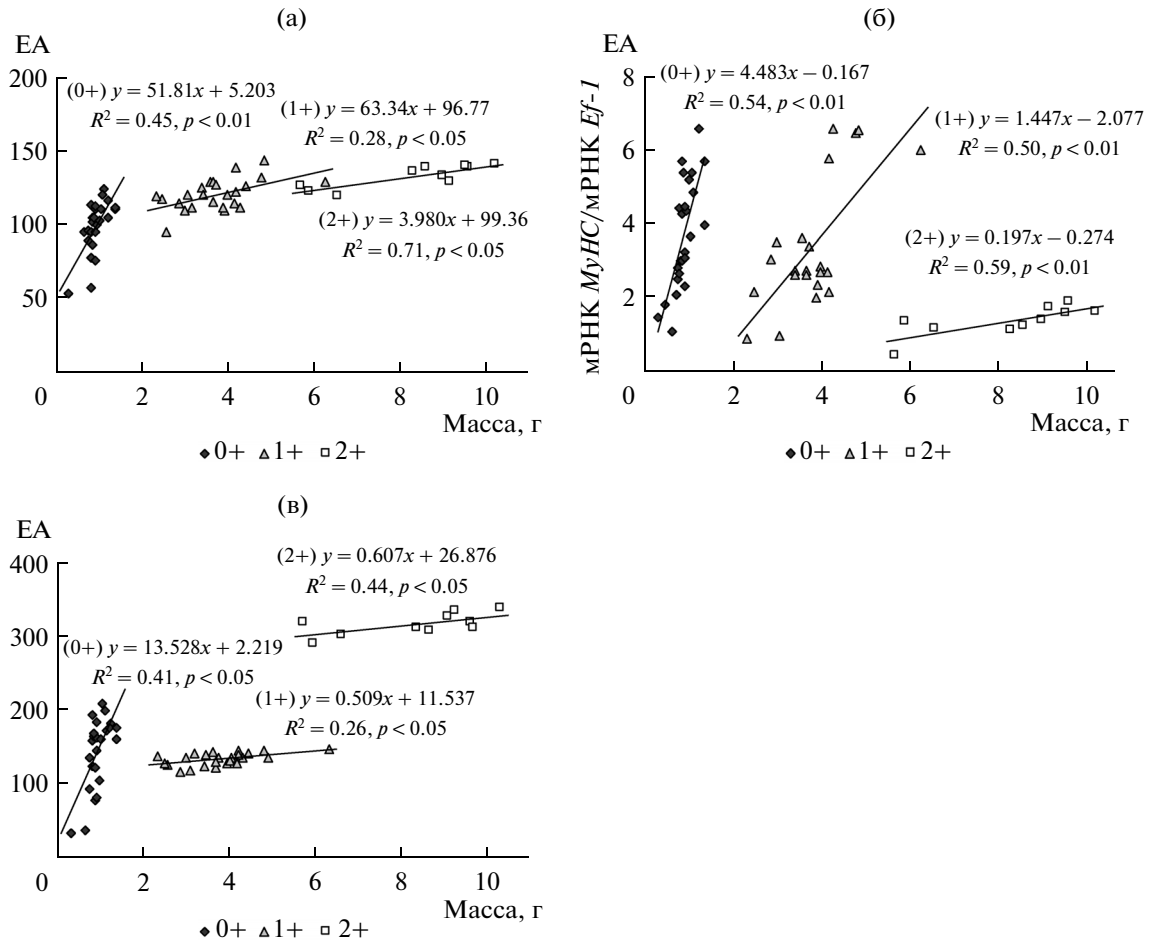 (а)
ЕА
200
150
100
50
0
2
4
6
8
10
Масса, г
(0+) y = 51.81x + 5.203
R² = 0.45, p < 0.01
(1+) y = 63.34x + 96.77
R² = 0.28, p < 0.05
(2+) y = 3.980x + 99.36
R² = 0.71, p < 0.05
0+ 1+ 2+
(б)
ЕА
мРНК MyHC/мРНК Ef-1
8
6
4
2
0
2
4
6
8
10
Масса, г
(0+) y = 4.483x – 0.167
R² = 0.54, p < 0.01
(1+) y = 1.447x – 2.077
R² = 0.50, p < 0.01
(2+) y = 0.197x – 0.274
R² = 0.59, p < 0.01
0+ 1+ 2+
(в)
ЕА
400
300
200
100
0
2
4
6
8
10
Масса, г
(2+) y = 0.607x + 26.876
R² = 0.44, p < 0.05
(0+) y = 13.528x + 2.219
R² = 0.41, p < 0.05
(1+) y = 0.509x + 11.537
R² = 0.26, p < 0.05
0+ 1+ 2+